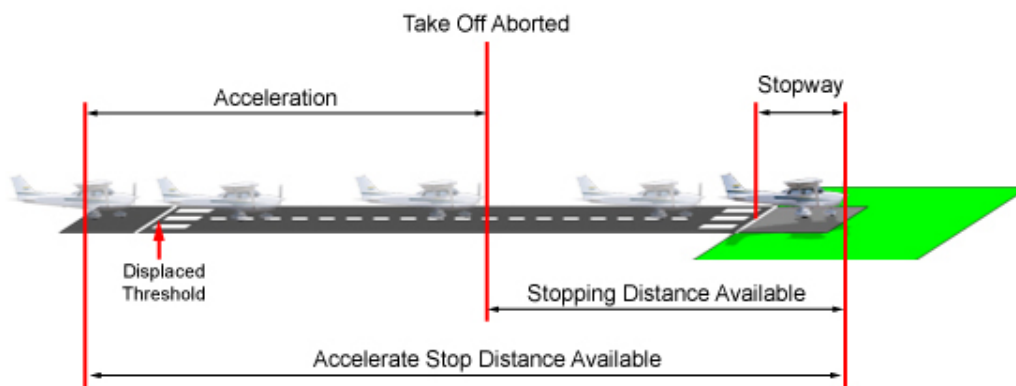 Take Off Aborted
Stopway
Acceleration
Displaced
Threshold
Stopping Distance Available
Accelerate Stop Distance Available